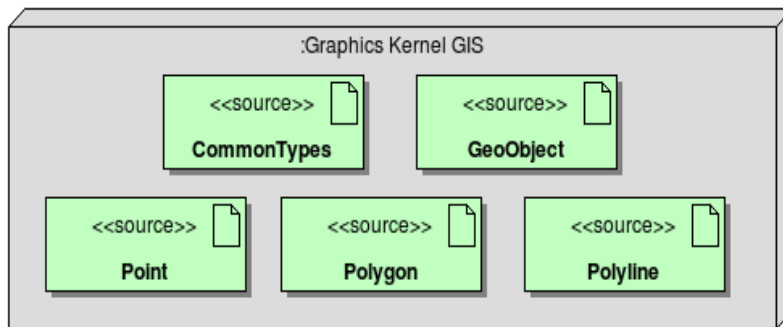 :Graphics Kernel GIS
<<source>>
CommonTypes
<<source>>
GeoObject
<<source>>
Point
<<source>>
Polygon
<<source>>
Polyline